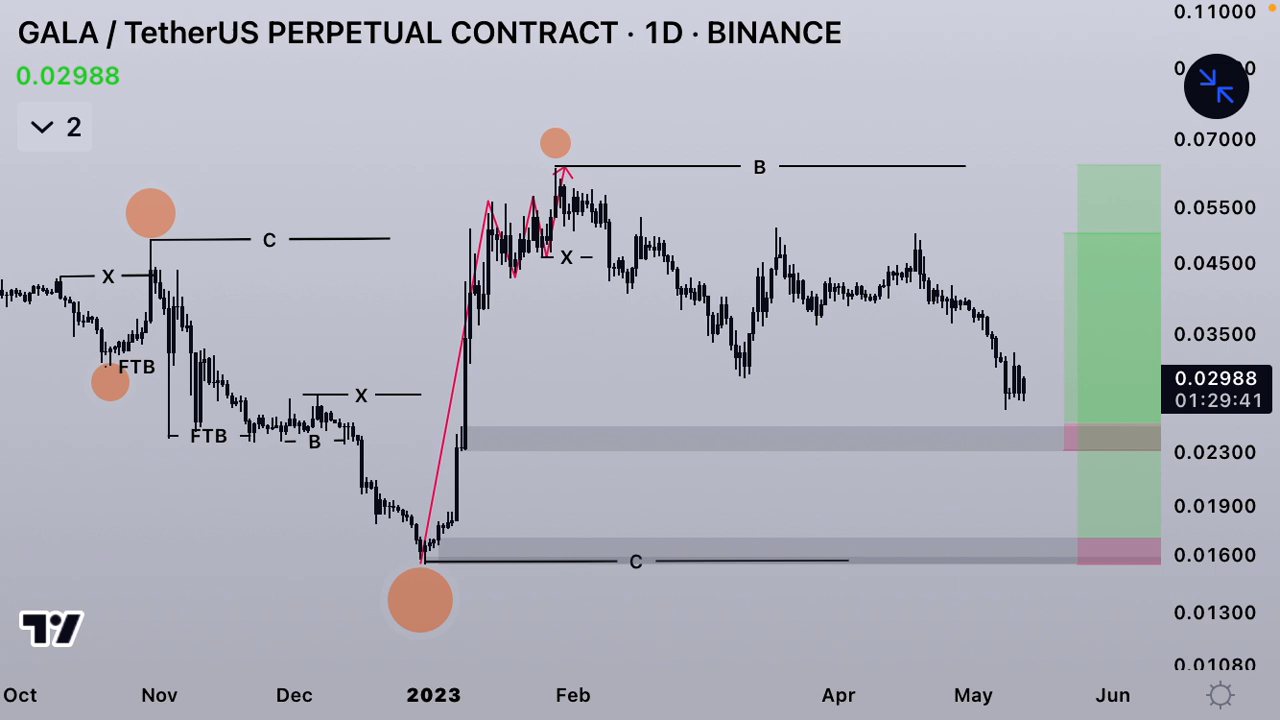 GALA / TetherUS PERPETUAL CONTRACT · 1D · BINANCE
0.02988
2
0.11000
0.07000
0.05500
0.04500
0.03500
0.02988
01:29:41
0.02300
0.01900
0.01600
0.01300
0.01080
B
C
X
X
FTB
X
FTB
B
C
Oct Nov Dec 2023 Feb Apr May Jun